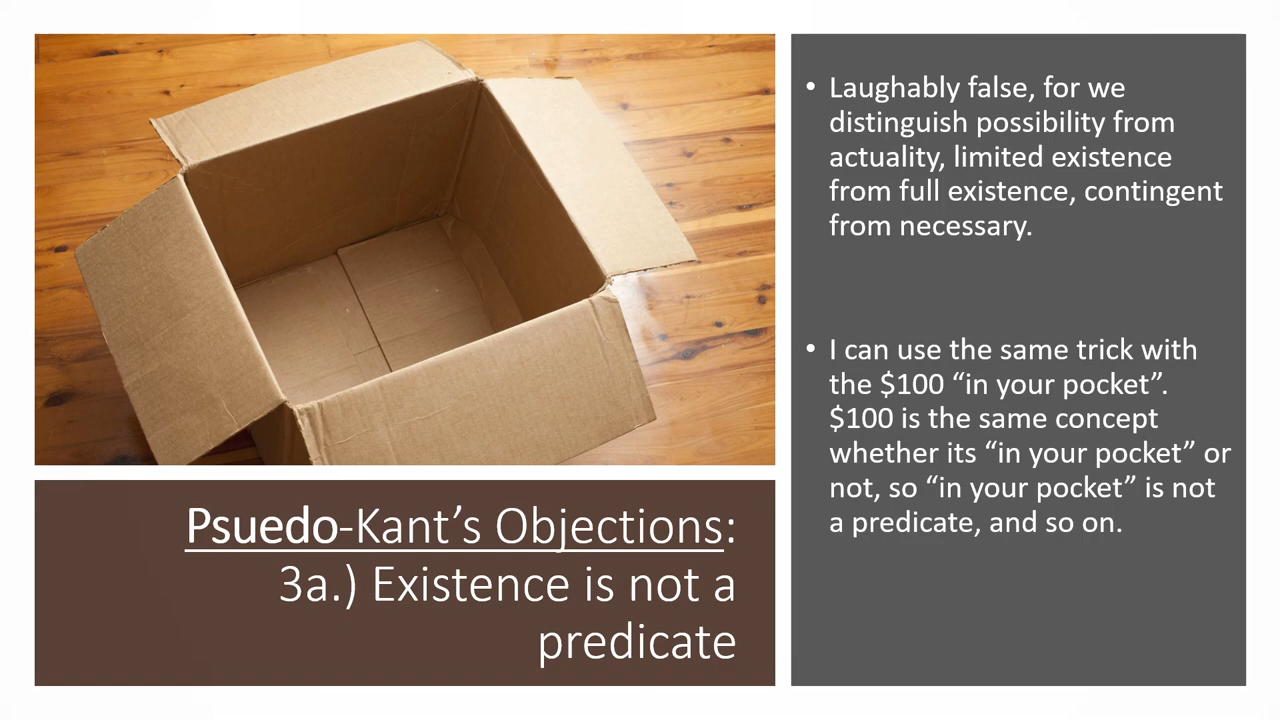 Psuedo-Kant’s Objections:
3a.) Existence is not a
predicate
• Laughably false, for we
distinguish possibility from
actuality, limited existence
from full existence, contingent
from necessary.
• I can use the same trick with
the $100 “in your pocket”.
$100 is the same concept
whether its “in your pocket” or
not, so “in your pocket” is not
a predicate, and so on.